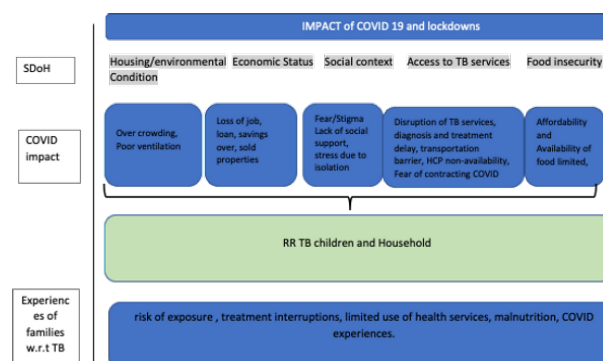 IMPACT of COVID 19 and lockdowns
SDoH
Housing/environmental
Condition
Economic Status
Social context
Access to TB services
Food insecurity
COVID
impact
Over crowding,
Poor ventilation
Loss of job,
loan, savings
over, sold
properties
Fear/Stigma
Lack of social
support,
stress due to
isolation
Disruption of TB services,
diagnosis and treatment
delay, transportation
barrier, HCP non-availability,
Fear of contracting COVID
Affordability
and
Availability of
food limited,
RR TB children and Household
Experienc
es of
families
w.r.t TB
risk of exposure , treatment interruptions, limited use of health services, malnutrition, COVID
experiences.